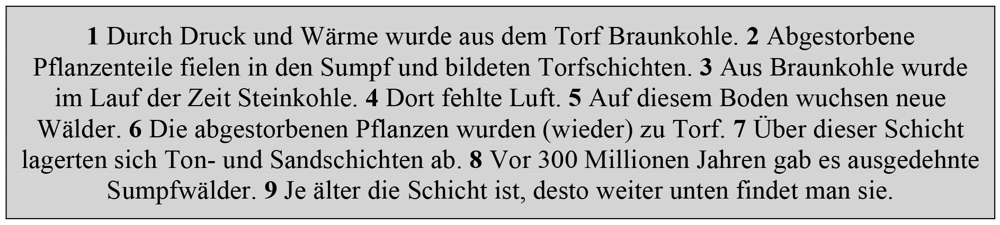 1 Durch Druck und Wärme wurde aus dem Torf Braunkohle. 2 Abgestorbene
Pflanzenteile fielen in den Sumpf und bildeten Torfschichten. 3 Aus Braunkohle wurde
im Lauf der Zeit Steinkohle. 4 Dort fehlte Luft. 5 Auf diesem Boden wuchsen neue
Wälder. 6 Die abgestorbenen Pflanzen wurden (wieder) zu Torf. 7 Über dieser Schicht
lagerten sich Ton- und Sandschichten ab. 8 Vor 300 Millionen Jahren gab es ausgedehnte
Sumpfwälder. 9 Je älter die Schicht ist, desto weiter unten findet man sie.